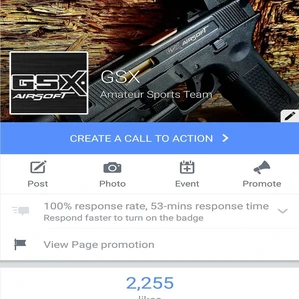 GSX
AIRSOFT
GSX
Amateur Sports Team
CREATE A CALL TO ACTION >
Post
Photo
Event
Promote
100% response rate, 53-mins response time
Respond faster to turn on the badge
View Page promotion
2,255
likes